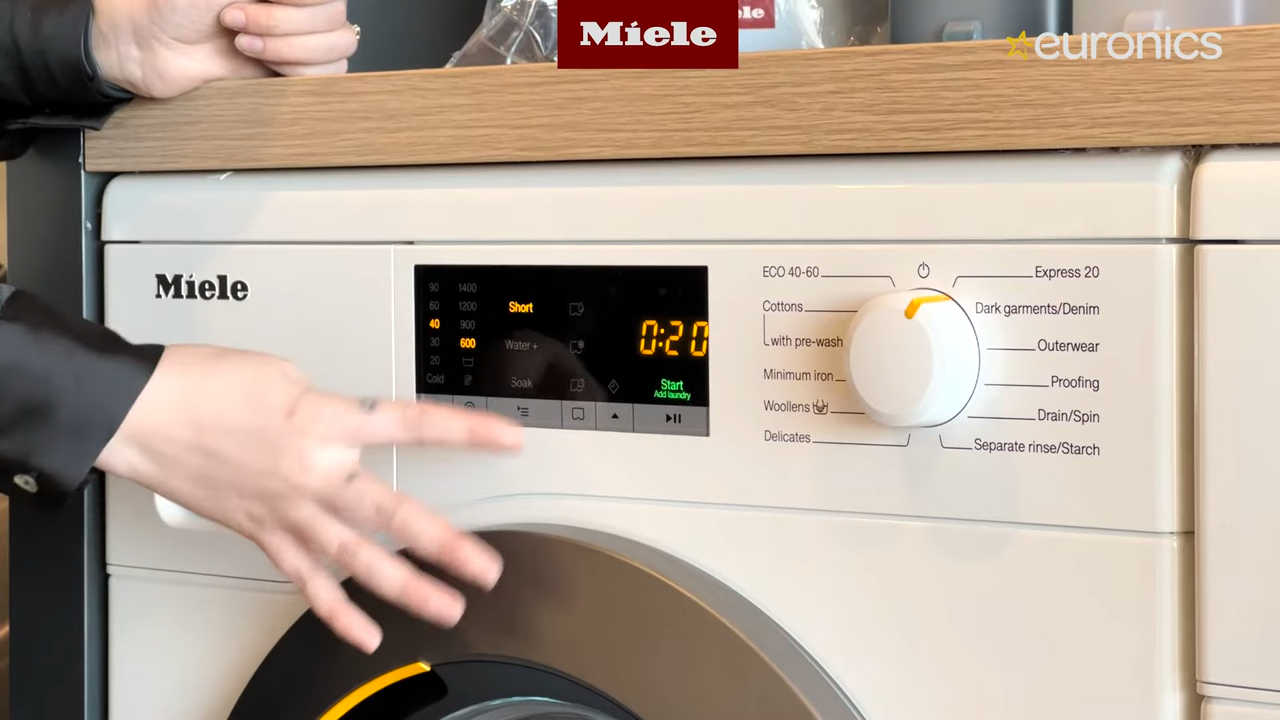 Miele
euronics
Miele
90
60
40
30
20
Cold
1400
1200
900
600
Short
Water +
Soak
0:20
Start
Add laundry
ECO 40-60
Cottons
with pre-wash
Minimum iron
Woollens
Delicates
Express 20
Dark garments/Denim
Outerwear
Proofing
Drain/Spin
Separate rinse/Starch